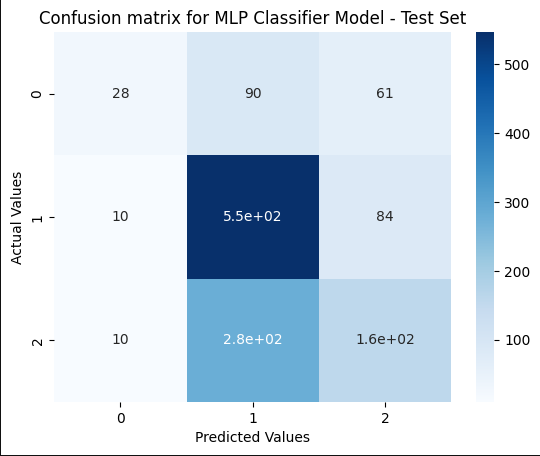 Confusion matrix for MLP Classifier Model - Test Set
0 28 90 61
1 10 5.5e+02 84
2 10 2.8e+02 1.6e+02
0 1 2
Predicted Values
Actual Values
500
400
300
200
100